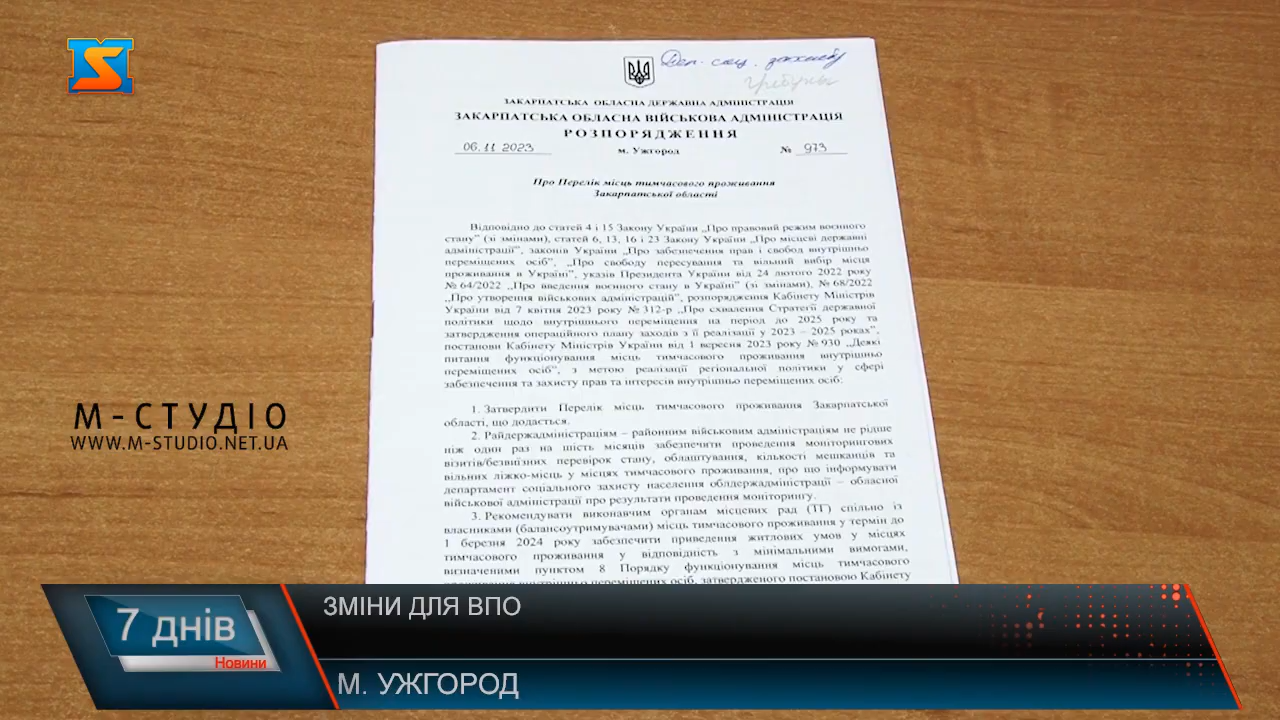 Деп. соц. захисту
ЗАКАРПАТСЬКА ОБЛАСНА ДЕРЖАВНА АДМІНІСТРАЦІЯ
ЗАКАРПАТСЬКА ОБЛАСНА ВІЙСЬКОВА АДМІНІСТРАЦІЯ
РОЗПОРЯДЖЕННЯ
06.11 2023 м. Ужгород № 973
Про Перелік місць тимчасового проживання
Закарпатської області
Відповідно до статей 4 і 15 Закону України „Про правовий режим воєнного
стану” (зі змінами), статей 6, 13, 16 і 23 Закону України „Про місцеві державні
адміністрації”, законів України „Про забезпечення прав і свобод внутрішньо
переміщених осіб”, „Про свободу пересування та вільний вибір місця
проживання в Україні”, указів Президента України від 24 лютого 2022 року
№ 64/2022 „Про введення воєнного стану в Україні” (зі змінами), № 68/2022
„Про утворення військових адміністрацій”, розпорядження Кабінету Міністрів
України від 7 квітня 2023 року № 312-р „Про схвалення Стратегії державної
політики щодо внутрішнього переміщення на період до 2025 року та
затвердження операційного плану заходів з її реалізації у 2023 – 2025 роках”,
постанови Кабінету Міністрів України від 1 вересня 2023 року № 930 „Деякі
питання функціонування місць тимчасового проживання внутрішньо
переміщених осіб”, з метою реалізації регіональної політики у сфері
забезпечення та захисту прав та інтересів внутрішньо переміщених осіб:
1. Затвердити Перелік місць тимчасового проживання Закарпатської
області, що додається.
2. Райдержадміністраціям – районним військовим адміністраціям не рідше
ніж один раз на шість місяців забезпечити проведення моніторингових
візитів/безвиїзних перевірок стану, облаштування, кількості мешканців та
вільних ліжко-місць у місцях тимчасового проживання, про що інформувати
департамент соціального захисту населення облдержадміністрації – обласної
військової адміністрації про результати проведення моніторингу.
3. Рекомендувати виконавчим органам місцевих рад (ТГ) спільно із
власниками (балансоутримувачами) місць тимчасового проживання у термін до
1 березня 2024 року забезпечити приведення житлових умов у місцях
тимчасового проживання у відповідність з мінімальними вимогами,
визначеними пунктом 8 Порядку функціонування місць тимчасового
проживання внутрішньо переміщених осіб, затвердженого постановою Кабінету
М-СТУДІО
WWW.M-STUDIO.NET.UA
7 днів
Новини
ЗМІНИ ДЛЯ ВПО
М. УЖГОРОД